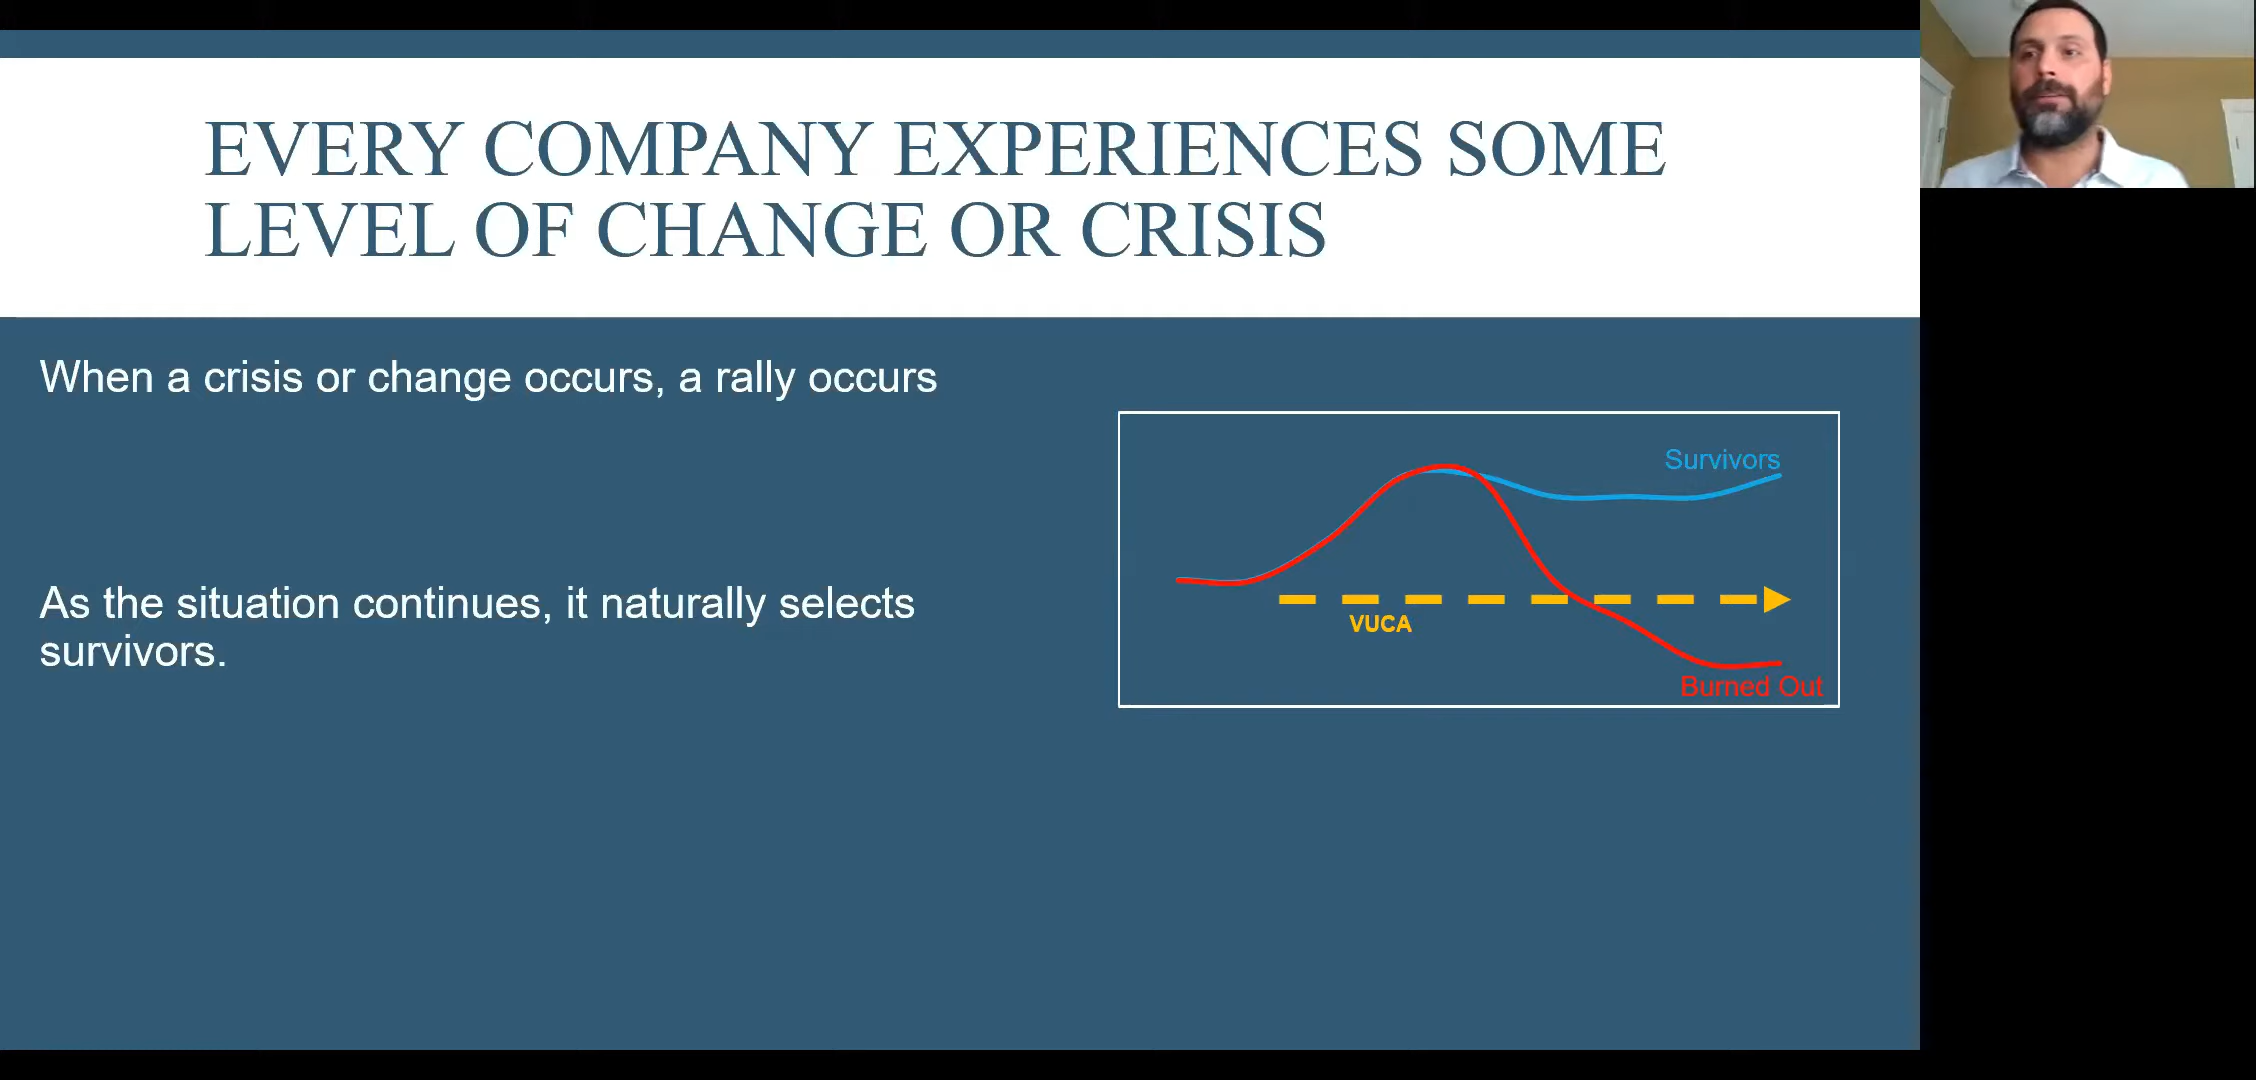 EVERY COMPANY EXPERIENCES SOME
LEVEL OF CHANGE OR CRISIS
When a crisis or change occurs, a rally occurs
As the situation continues, it naturally selects
survivors.
Survivors
VUCA
Burned Out